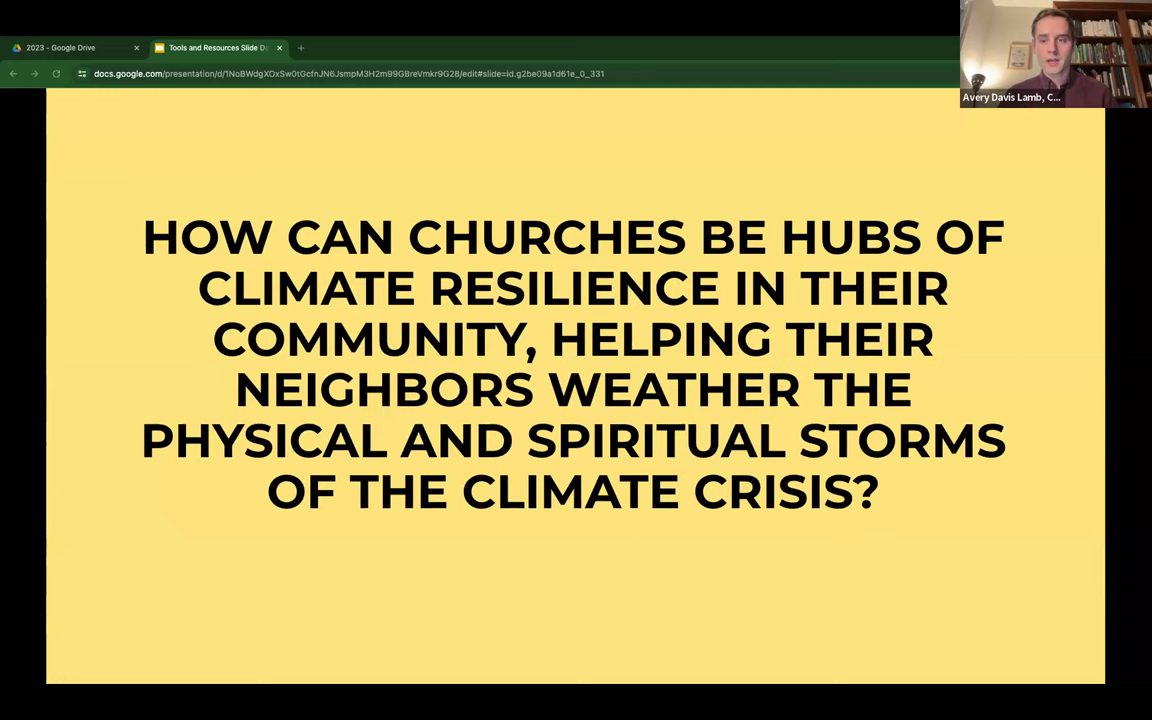 2023 - Google Drive
Tools and Resources Slide De
docs.google.com/presentation/d/1NoBWdgXOxSw0tGcfnJN6JsmpM3H2m99GBreVmkr9G28/edit#slide=id.g2be09a1d61e_0_331
Avery Davis Lamb, C...
HOW CAN CHURCHES BE HUBS OF
CLIMATE RESILIENCE IN THEIR
COMMUNITY, HELPING THEIR
NEIGHBORS WEATHER THE
PHYSICAL AND SPIRITUAL STORMS
OF THE CLIMATE CRISIS?